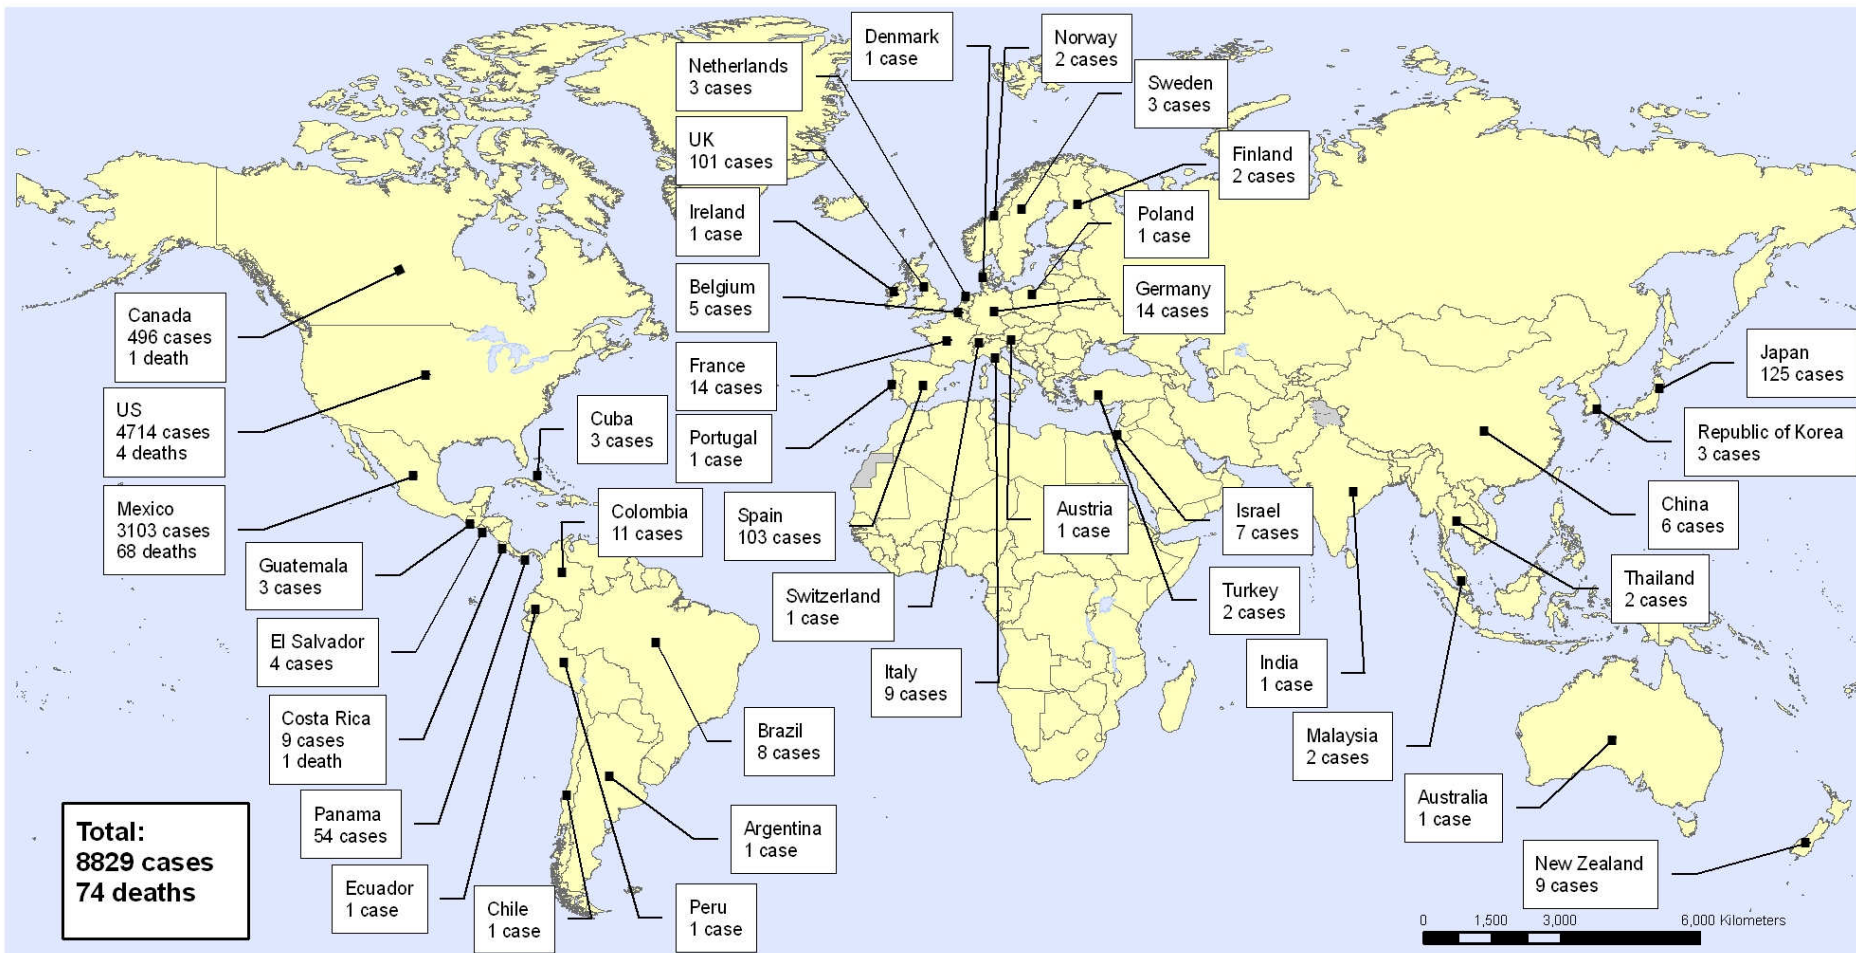 Denmark
1 case
Norway
2 cases
Netherlands
3 cases
Sweden
3 cases
UK
101 cases
Finland
2 cases
Ireland
1 case
Poland
1 case
Belgium
5 cases
Germany
14 cases
Canada
496 cases
1 death
France
14 cases
Japan
125 cases
US
4714 cases
4 deaths
Cuba
3 cases
Portugal
1 case
Republic of Korea
3 cases
Mexico
3103 cases
68 deaths
Colombia
11 cases
Spain
103 cases
Austria
1 case
Israel
7 cases
China
6 cases
Guatemala
3 cases
Switzerland
1 case
Turkey
2 cases
Thailand
2 cases
El Salvador
4 cases
Italy
9 cases
India
1 case
Costa Rica
9 cases
1 death
Brazil
8 cases
Malaysia
2 cases
Panama
54 cases
Argentina
1 case
Australia
1 case
Total:
8829 cases
74 deaths
Ecuador
1 case
Chile
1 case
Peru
1 case
New Zealand
9 cases
0 1,500 3,000 6,000 Kilometers